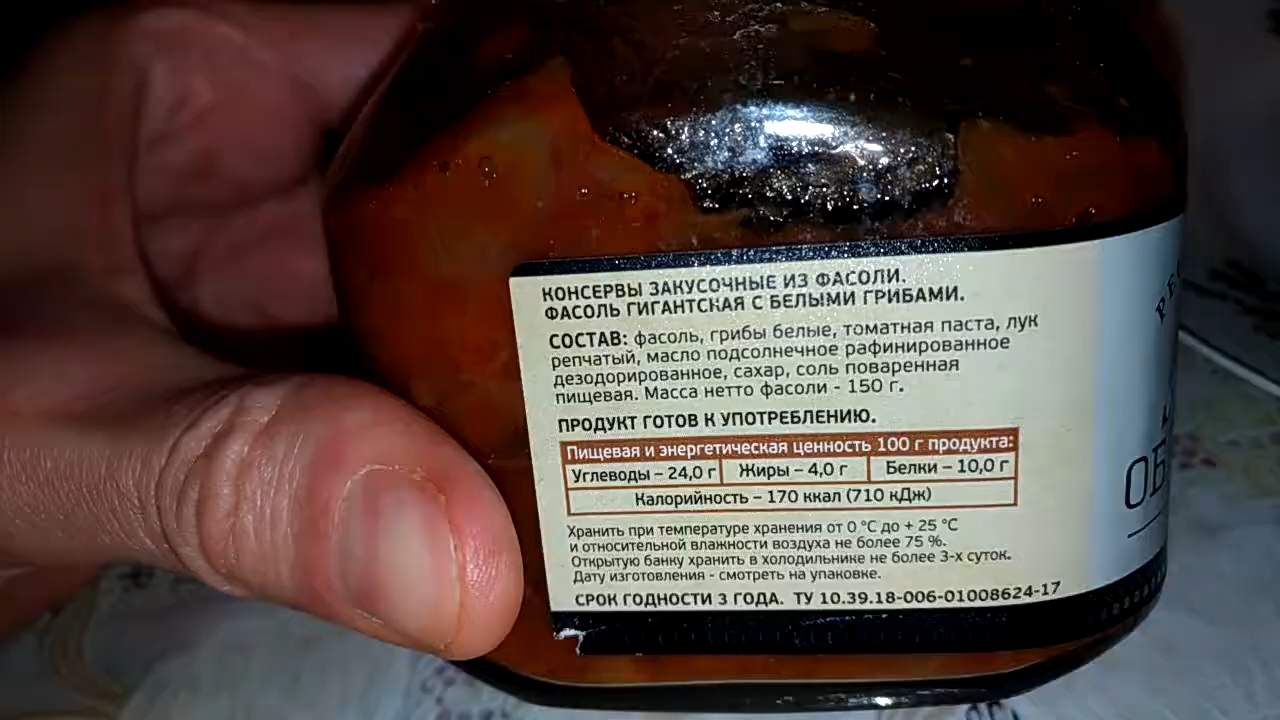 КОНСЕРВЫ ЗАКУСОЧНЫЕ ИЗ ФАСОЛИ.
ФАСОЛЬ ГИГАНТСКАЯ С БЕЛЫМИ ГРИБАМИ.
СОСТАВ: фасоль, грибы белые, томатная паста, лук
репчатый, масло подсолнечное рафинированное
дезодорированное, сахар, соль поваренная
пищевая. Масса нетто фасоли - 150 г.
ПРОДУКТ ГОТОВ К УПОТРЕБЛЕНИЮ.
Пищевая и энергетическая ценность 100 г продукта:
Углеводы – 24,0 г Жиры – 4,0 г Белки – 10,0 г
Калорийность – 170 ккал (710 кДж)
Хранить при температуре хранения от 0 °С до + 25 °С
и относительной влажности воздуха не более 75 %.
Открытую банку хранить в холодильнике не более 3-х суток.
Дату изготовления - смотреть на упаковке.
СРОК ГОДНОСТИ 3 ГОДА. ТУ 10.39.18-006-01008624-17